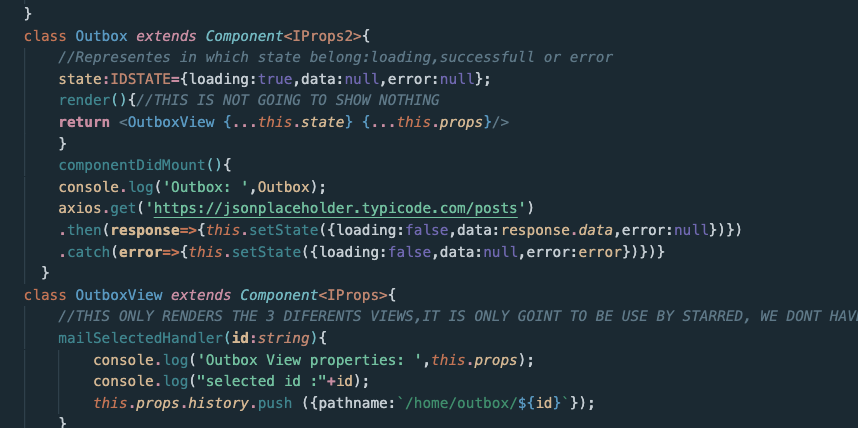 }
class Outbox extends Component<IProps2>{
//Representes in which state belong:loading,successfull or error
state:IDSTATE={loading:true,data:null,error:null};
render(){//THIS IS NOT GOING TO SHOW NOTHING
return <OutboxView {...this.state} {...this.props}/>
}
componentDidMount(){
console.log('Outbox: ',Outbox);
axios.get('https://jsonplaceholder.typicode.com/posts')
.then(response=>{this.setState({loading:false,data:response.data,error:null})})
.catch(error=>{this.setState({loading:false,data:null,error:error})})}
}
class OutboxView extends Component<IProps>{
//THIS ONLY RENDERS THE 3 DIFERENTS VIEWS,IT IS ONLY GOINT TO BE USE BY STARRED, WE DONT HAV
mailSelectedHandler(id:string){
console.log('Outbox View properties: ',this.props);
console.log("selected id :"+id);
this.props.history.push ({pathname:`/home/outbox/${id}`});
}